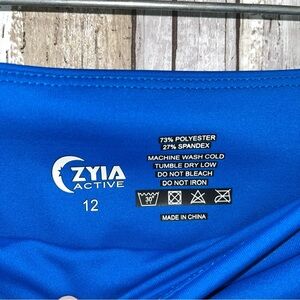 ZYIA
ACTIVE
12
73% POLYESTER
27% SPANDEX
MACHINE WASH COLD
TUMBLE DRY LOW
DO NOT BLEACH
DO NOT IRON
30°
MADE IN CHINA